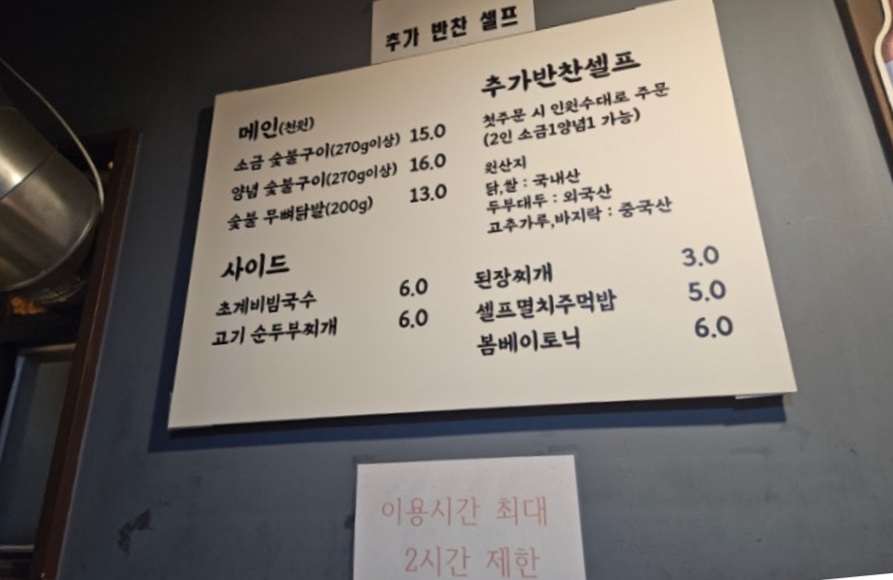 추가 반찬 셀프
메인(천원)
소금 숯불구이(270g이상) 15.0
양념 숯불구이(270g이상) 16.0
숯불 무뼈닭발(200g) 13.0
사이드
초계비빔국수 6.0
고기 순두부찌개 6.0
추가반찬셀프
첫주문 시 인원수대로 주문
(2인 소금1양념1 가능)
원산지
닭,쌀 : 국내산
두부대두 : 외국산
고추가루,바지락 : 중국산
된장찌개 3.0
셀프멸치주먹밥 5.0
봄베이토닉 6.0
이용시간 최대
2시간 제한